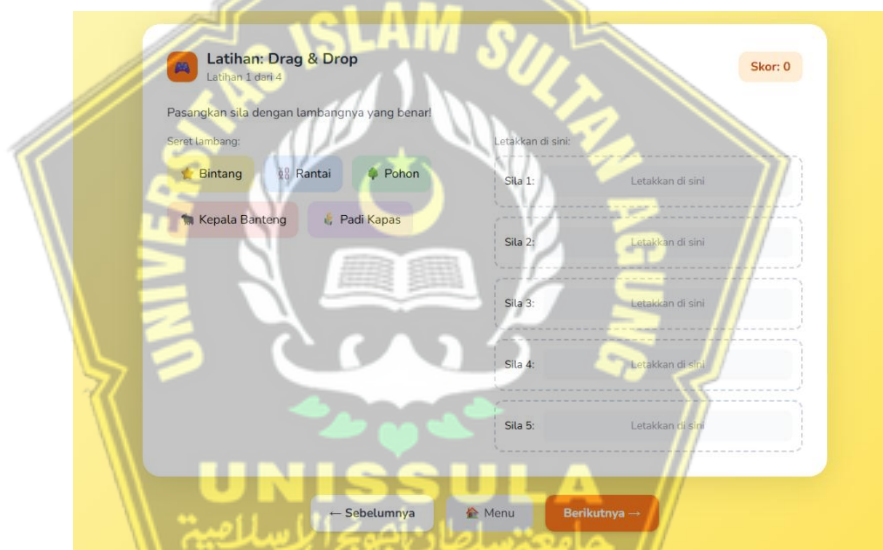 UNIVERSITAS ISLAM SULTAN AGUNG
Latihan: Drag & Drop
Latihan 1 dari 4
Skor: 0
Pasangkan sila dengan lambangnya yang benar!
Seret lambang:
Bintang
Rantai
Pohon
Kepala Banteng
Padi Kapas
Letakkan di sini:
Sila 1: Letakkan di sini
Sila 2: Letakkan di sini
Sila 3: Letakkan di sini
Sila 4: Letakkan di sini
Sila 5: Letakkan di sini
UNISSULA
← Sebelumnya
Menu
Berikutnya →